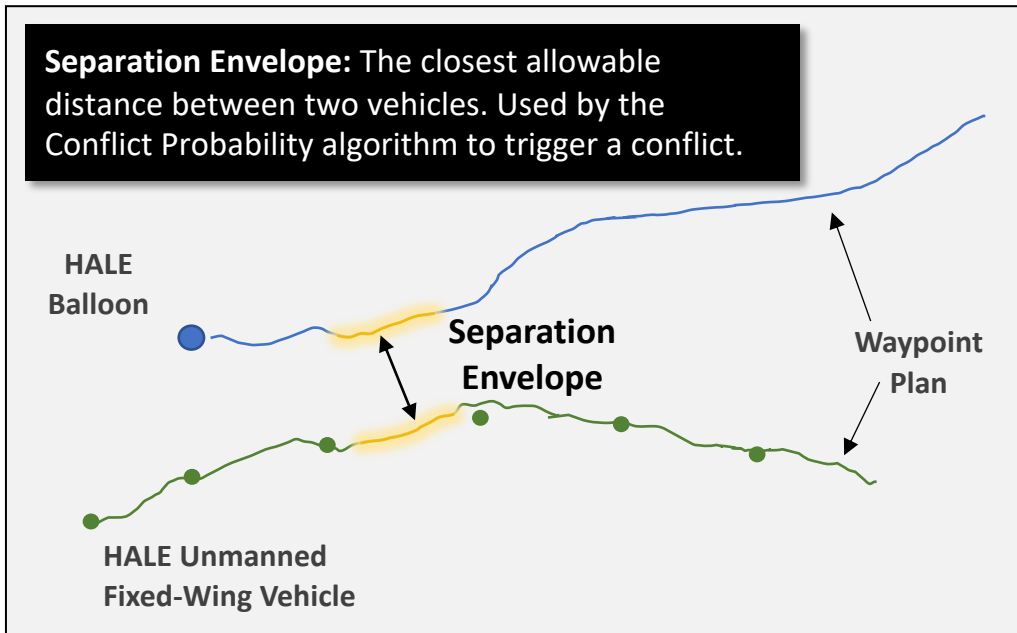 Separation Envelope: The closest allowable
distance between two vehicles. Used by the
Conflict Probability algorithm to trigger a conflict.
HALE
Balloon
Separation
Envelope
Waypoint
Plan
HALE Unmanned
Fixed-Wing Vehicle